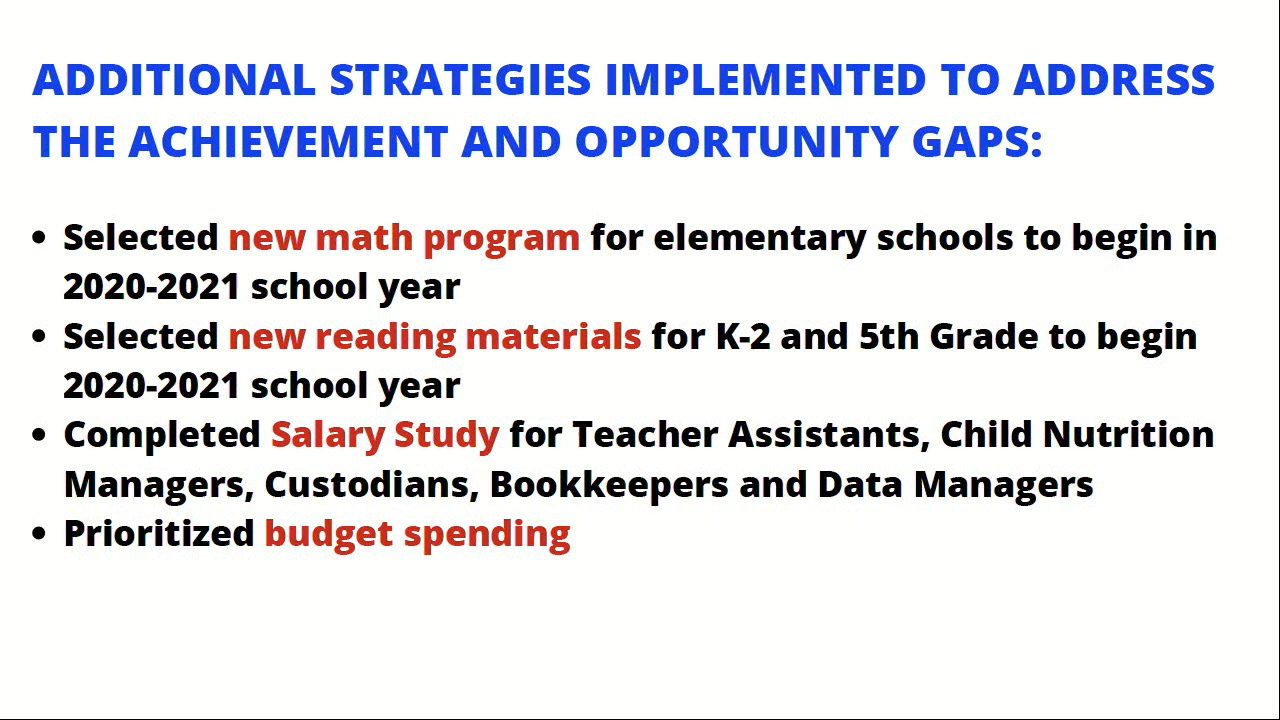 ADDITIONAL STRATEGIES IMPLEMENTED TO ADDRESS
THE ACHIEVEMENT AND OPPORTUNITY GAPS:
• Selected new math program for elementary schools to begin in
2020-2021 school year
• Selected new reading materials for K-2 and 5th Grade to begin
2020-2021 school year
• Completed Salary Study for Teacher Assistants, Child Nutrition
Managers, Custodians, Bookkeepers and Data Managers
• Prioritized budget spending